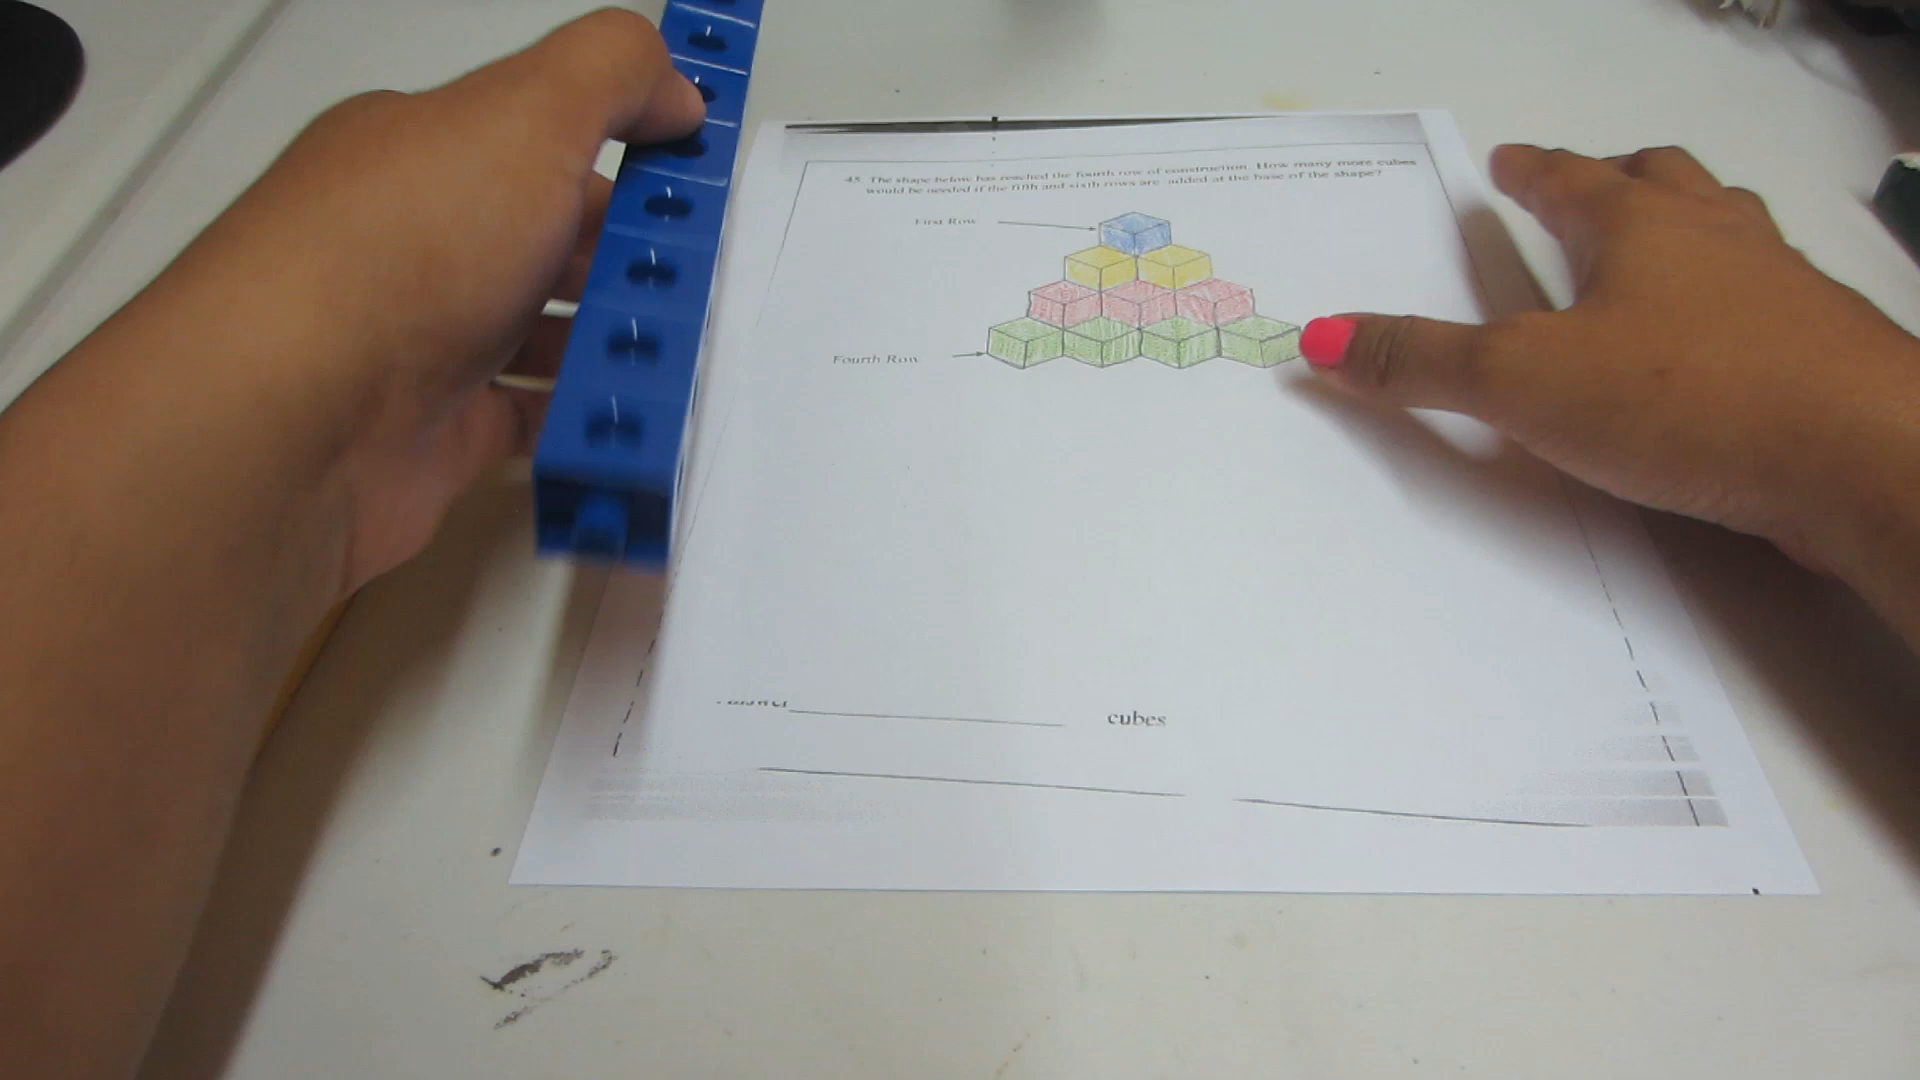 45. The shape below has reached the fourth row of construction. How many more cubes
would be needed if the fifth and sixth rows are added at the base of the shape?
First Row
Fourth Row
Answer cubes